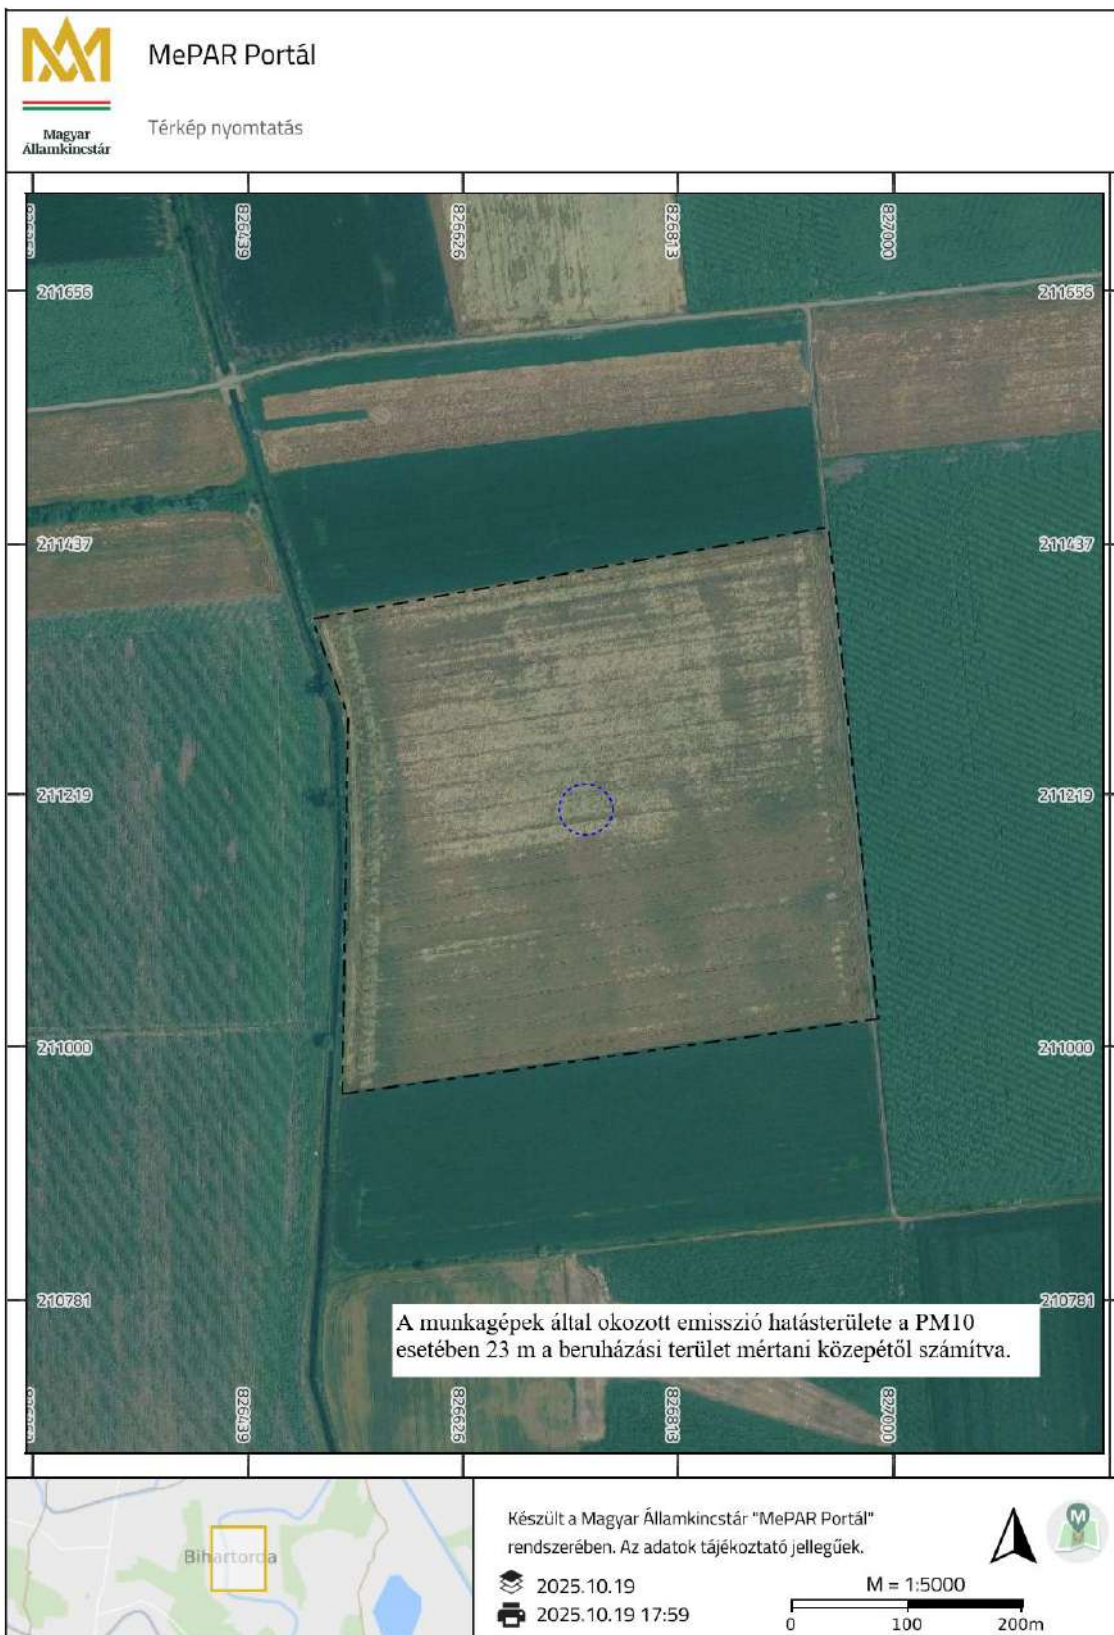 MePAR Portál
Térkép nyomtatás
Magyar
Államkincstár
826439
826626
826813
827000
211656
211656
211437
211437
211219
211219
211000
211000
210781
210781
A munkagépek által okozott emisszió hatásterülete a PM10
esetében 23 m a beruházási terület mértani közepétől számítva.
826439
826626
826813
827000
Bihartorda
Készült a Magyar Államkincstár "MePAR Portál"
rendszerében. Az adatok tájékoztató jellegűek.
M
2025.10.19
2025.10.19 17:59
M = 1:5000
0 100 200m